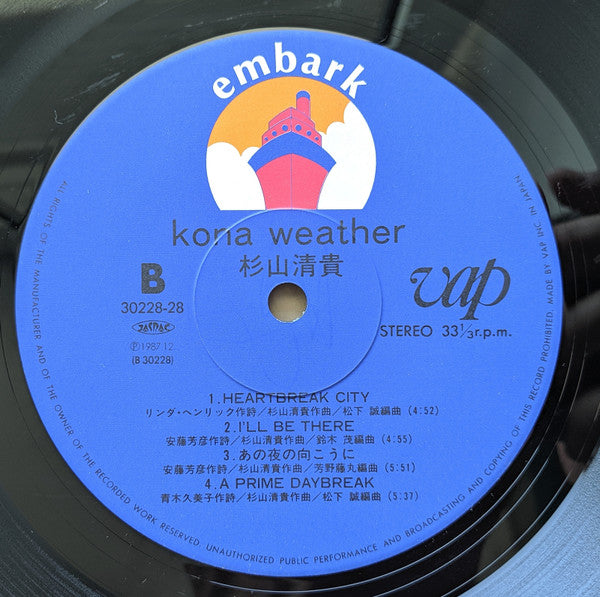 embark
kona weather
杉山清貴
B
30228-28
JASRAC
Ⓟ1987.12.
(B 30228)
vap
STEREO 33⅓r.p.m.
1.HEARTBREAK CITY
リンダ・ヘンリック作詩/杉山清貴作曲/松下 誠編曲 (4:52)
2.I'LL BE THERE
安藤芳彦作詩/杉山清貴作曲/鈴木 茂編曲 (4:55)
3.あの夜の向こうに
安藤芳彦作詩/杉山清貴作曲/芳野藤丸編曲 (5:51)
4.A PRIME DAYBREAK
青木久美子作詩/杉山清貴作曲/松下 誠編曲 (5:37)
ALL RIGHTS OF THE MANUFACTURER AND OF THE OWNER OF THE RECORDED WORK RESERVED. UNAUTHORIZED PUBLIC PERFORMANCE AND BROADCASTING AND COPYING OF THIS RECORD PROHIBITED. MADE BY VAP INC IN JAPAN.